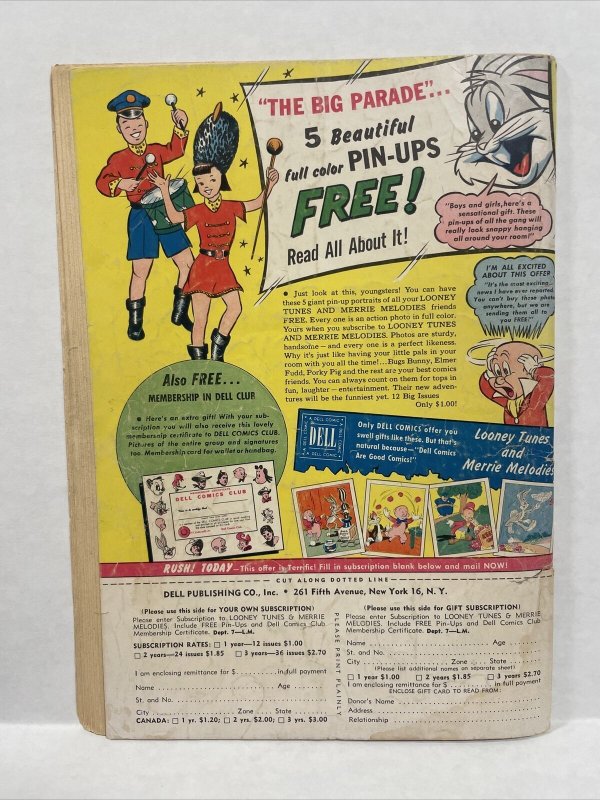 "THE BIG PARADE"...
5 Beautiful
full color PIN-UPS
FREE!
Read All About It!
"Boys and girls, here's a
sensational gift. These
pin-ups of all the gang will
really look snappy hanging
all around your room!"
I'M ALL EXCITED
ABOUT THIS OFFER
"It's the most exciting
news I have ever reported
You can't buy these photos
anywhere, but we are
sending them all to
you FREE!"
• Just look at this, youngsters! You can have
these 5 giant pin-up portraits of all your LOONEY
TUNES AND MERRIE MELODIES friends
FREE. Every one is an action photo in full color.
Yours when you subscribe to LOONEY TUNES
AND MERRIE MELODIES. Photos are sturdy,
handsome — and every one is a perfect likeness.
Why it's just like having your little pals in your
room with you all the time!...Bugs Bunny, Elmer
Fudd, Porky Pig and the rest are your best comics
friends. You can always count on them for tops in
fun, laughter – entertainment. Their new adven-
tures will be the funniest yet. 12 Big Issues
Only $1.00!
Also FREE...
MEMBERSHIP IN DELL CLUB
• Here's an extra gift! With your sub-
scription you will also receive this lovely
membership certificate to DELL COMICS CLUB.
Pictures of the entire group and signatures
too. Membership card for wallet or handbag.
DELL COMICS CLUB
A DELL COMIC
DELL
A DELL COMIC
Only DELL COMICS offer you
swell gifts like these. But that's
natural because—"Dell Comics
Are Good Comics!"
Looney Tunes
and
Merrie Melodies
RUSH! TODAY—This offer is Terrific! Fill in subscription blank below and mail NOW!
CUT ALONG DOTTED LINE
DELL PUBLISHING CO., Inc. • 261 Fifth Avenue, New York 16, N. Y.
(Please use this side for YOUR OWN SUBSCRIPTION)
Please enter Subscription to LOONEY TUNES & MERRIE
MELODIES. Include FREE Pin-Ups and Dell Comics Club
Membership Certificate. Dept. 7—L.M.
SUBSCRIPTION RATES: □ 1 year—12 issues $1.00
□ 2 years—24 issues $1.85 □ 3 years—36 issues $2.70
I am enclosing remittance for $ in full payment
Name Age
St. and No.
City Zone State
CANADA: □ 1 yr. $1.20; □ 2 yrs. $2.00; □ 3 yrs. $3.00
PLEASE PRINT PLAINLY
(Please use this side for GIFT SUBSCRIPTION)
Please enter Subscription to LOONEY TUNES & MERRIE
MELODIES. Include FREE Pin-Ups and Dell Comics Club
Membership Certificate. Dept. 7—L.M.
Name Age
St. and No.
City Zone State
(Please list additional names on separate sheet)
□ 1 year $1.00 □ 2 years $1.85 □ 3 years $2.70
I am enclosing remittance for $ in full payment
ENCLOSE GIFT CARD TO READ FROM:
Donor's Name
Address
Relationship